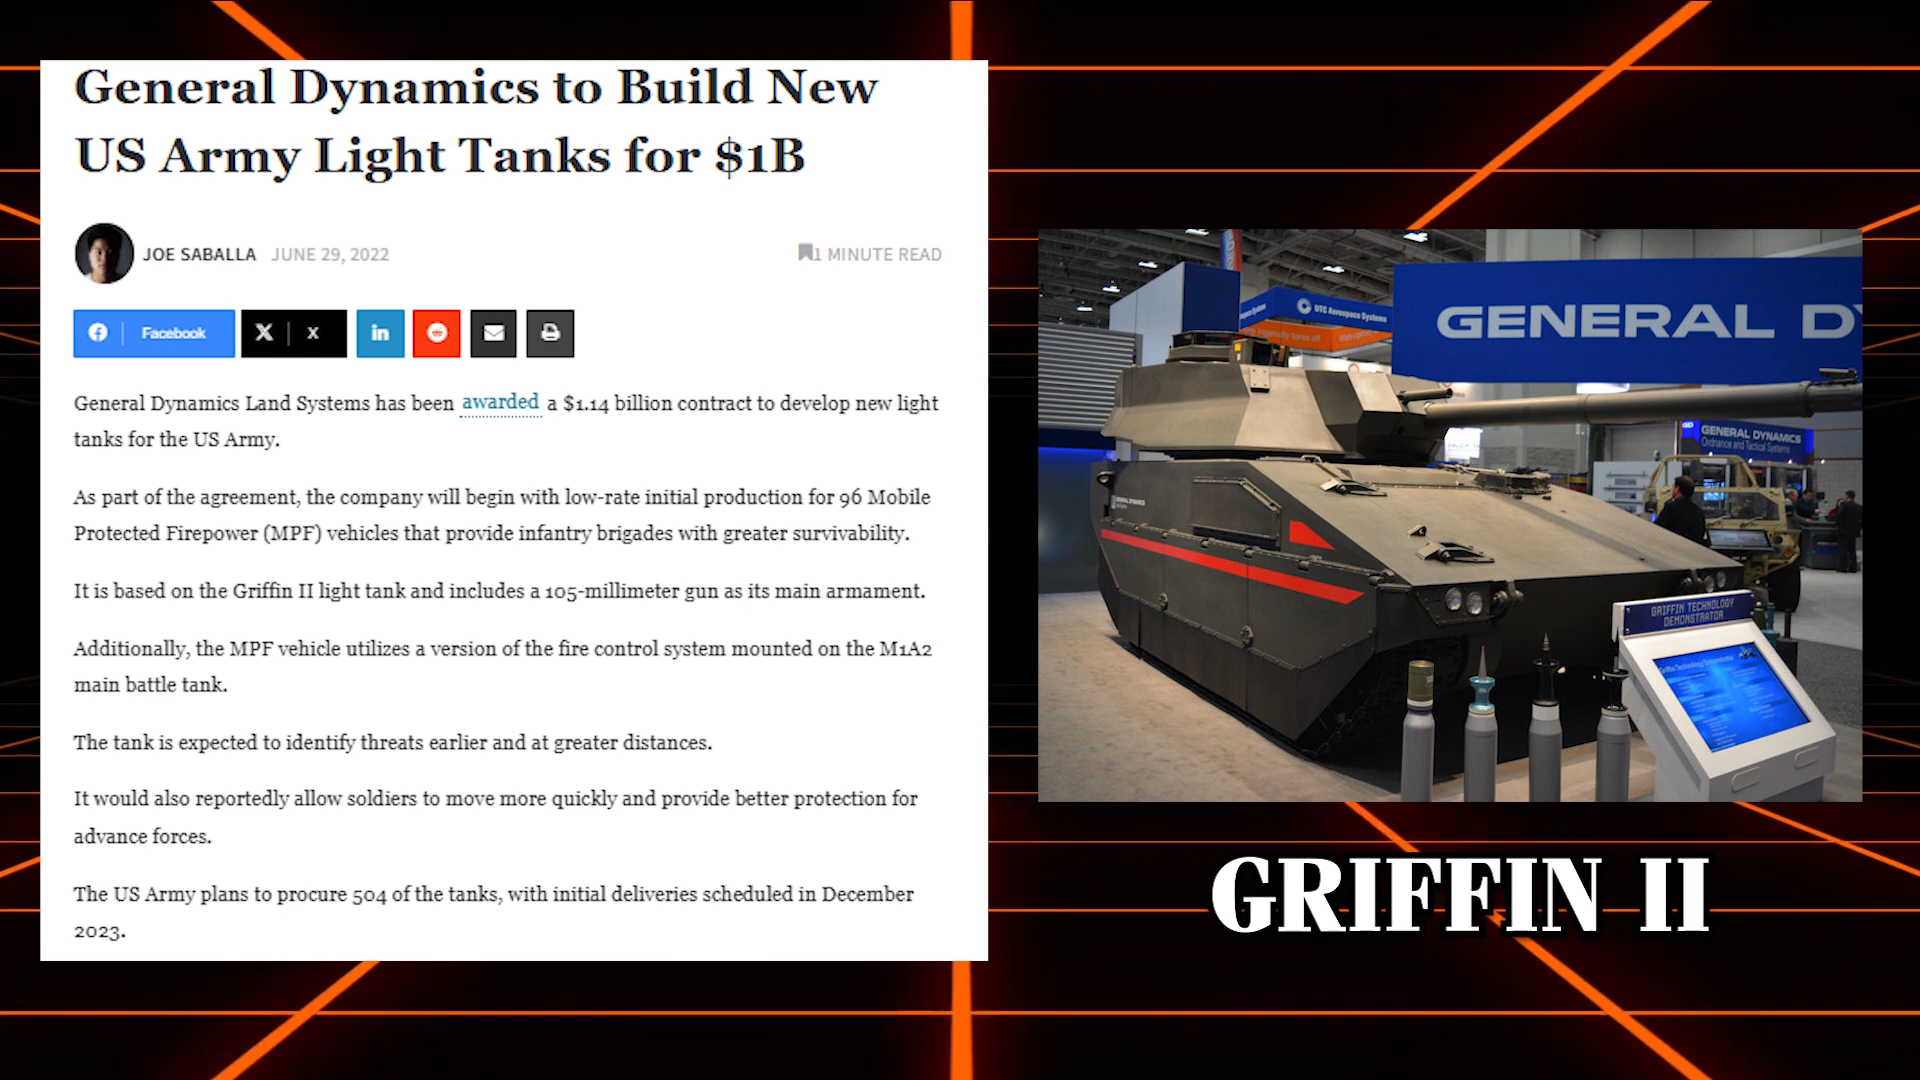 General Dynamics to Build New
US Army Light Tanks for $1B
JOE SABALLA JUNE 29, 2022
1 MINUTE READ
Facebook
X
in
General Dynamics Land Systems has been awarded a $1.14 billion contract to develop new light
tanks for the US Army.
As part of the agreement, the company will begin with low-rate initial production for 96 Mobile
Protected Firepower (MPF) vehicles that provide infantry brigades with greater survivability.
It is based on the Griffin II light tank and includes a 105-millimeter gun as its main armament.
Additionally, the MPF vehicle utilizes a version of the fire control system mounted on the M1A2
main battle tank.
The tank is expected to identify threats earlier and at greater distances.
It would also reportedly allow soldiers to move more quickly and provide better protection for
advance forces.
The US Army plans to procure 504 of the tanks, with initial deliveries scheduled in December
2023.
UTC Aerospace Systems
GENERAL DY
GENERAL DYNAMICS
Ordnance and Tactical Systems
GRIFFIN TECHNOLOGY
DEMONSTRATOR
Griffin Technology Demonstrator
GRIFFIN II